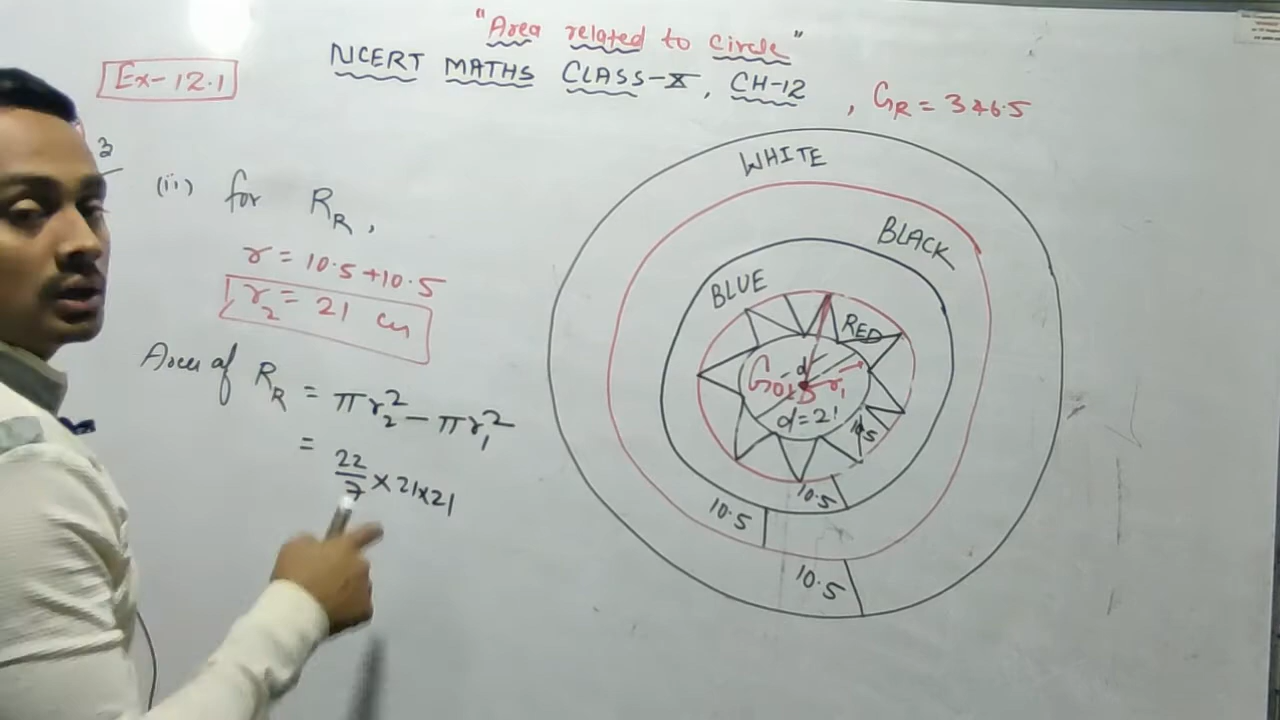 "Area related to circle"
NCERT MATHS CLASS-X, CH-12
Ex-12.1
, GR = 346.5
3
(ii) for RR,
r = 10.5+10.5
r2 = 21 cm
Area of RR = πr2² - πr1²
= 22/7 × 21×21
WHITE
BLACK
BLUE
RED
d
GOLD r1
d=21
10.5
10.5
10.5
10.5